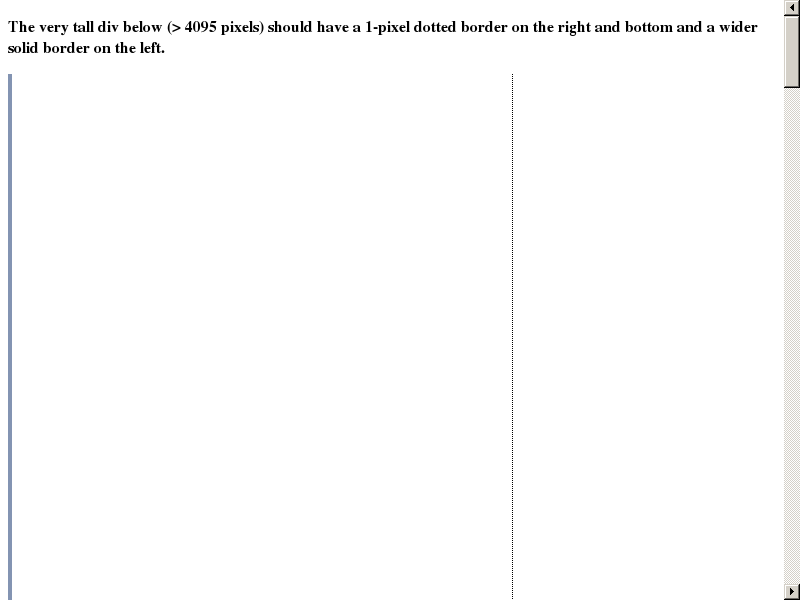 The very tall div below (> 4095 pixels) should have a 1-pixel dotted border on the right and bottom and a wider
solid border on the left.